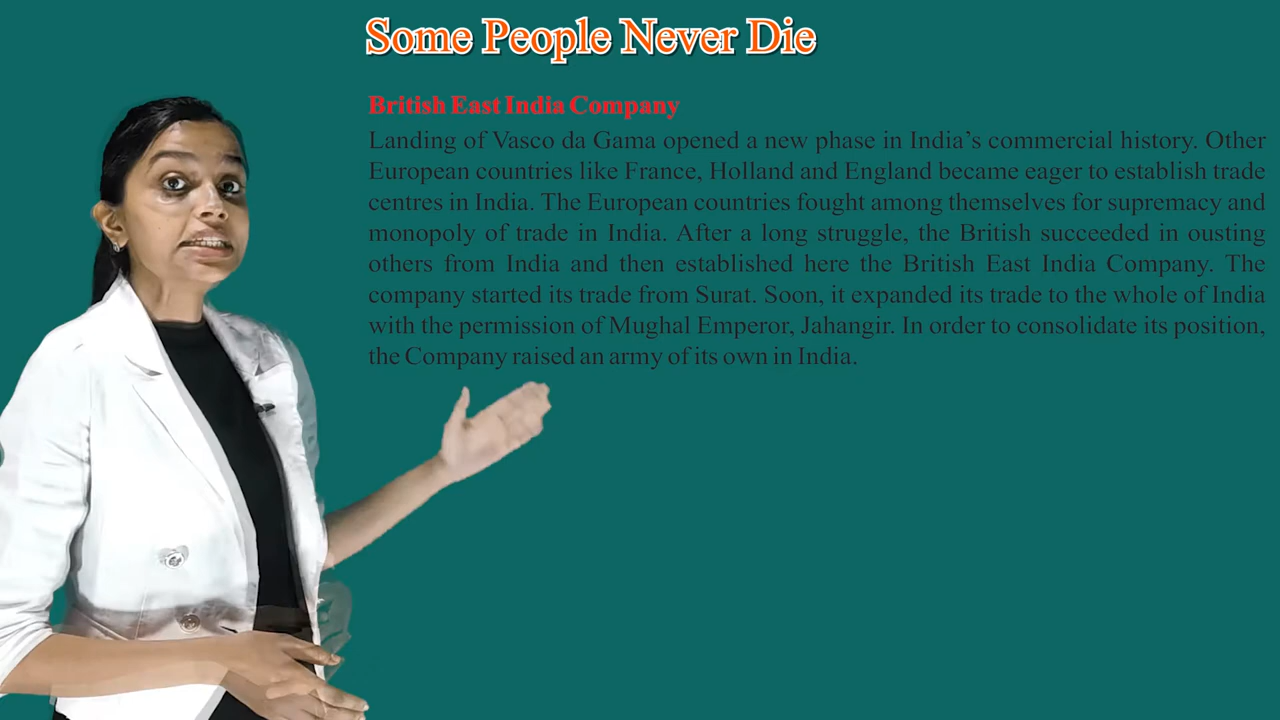 Some People Never Die
British East India Company
Landing of Vasco da Gama opened a new phase in India’s commercial history. Other
European countries like France, Holland and England became eager to establish trade
centres in India. The European countries fought among themselves for supremacy and
monopoly of trade in India. After a long struggle, the British succeeded in ousting
others from India and then established here the British East India Company. The
company started its trade from Surat. Soon, it expanded its trade to the whole of India
with the permission of Mughal Emperor, Jahangir. In order to consolidate its position,
the Company raised an army of its own in India.